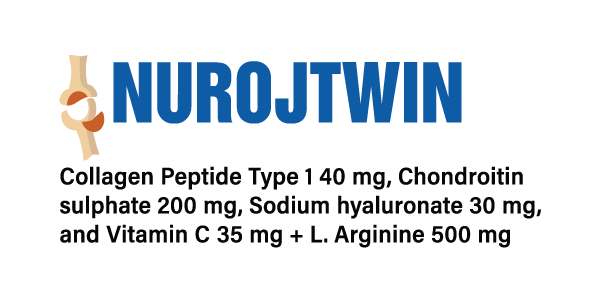 NUROJTWIN
Collagen Peptide Type 1 40 mg, Chondroitin
sulphate 200 mg, Sodium hyaluronate 30 mg,
and Vitamin C 35 mg + L. Arginine 500 mg